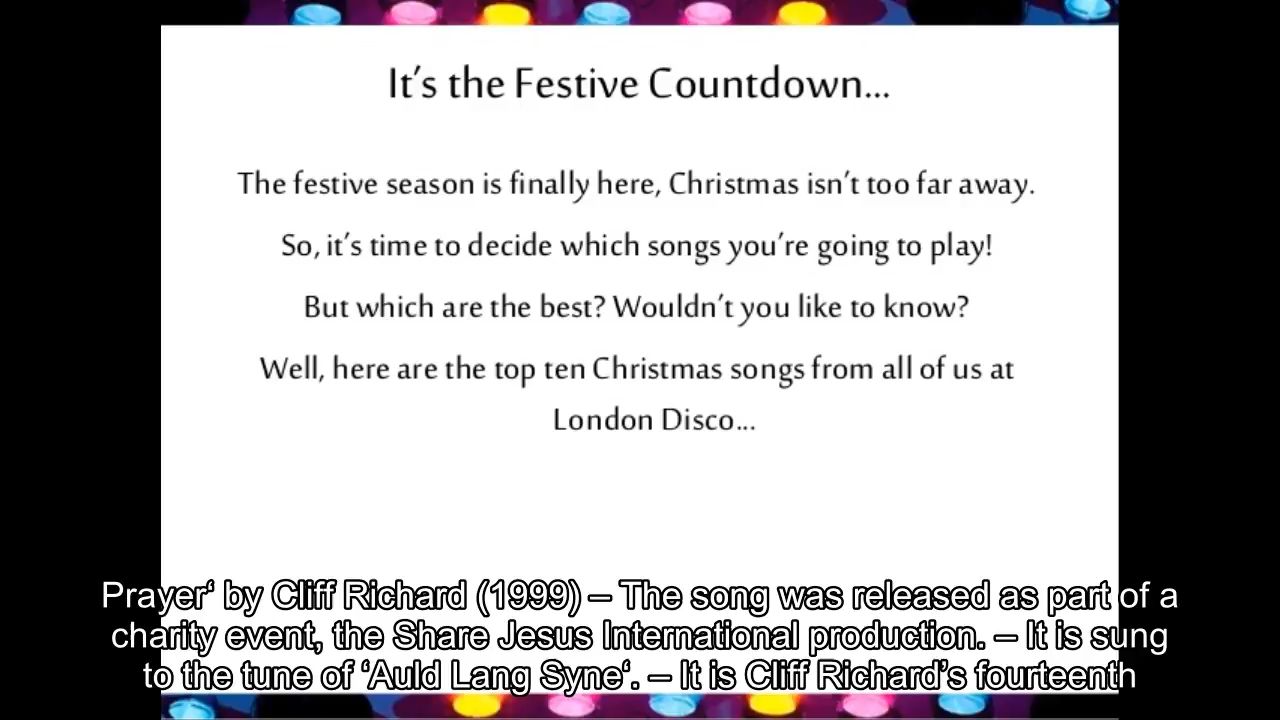 It's the Festive Countdown...
The festive season is finally here, Christmas isn't too far away.
So, it's time to decide which songs you're going to play!
But which are the best? Wouldn't you like to know?
Well, here are the top ten Christmas songs from all of us at
London Disco...
Prayer‘ by Cliff Richard (1999) – The song was released as part of a
charity event, the Share Jesus International production. – It is sung
to the tune of ‘Auld Lang Syne‘. – It is Cliff Richard’s fourteenth